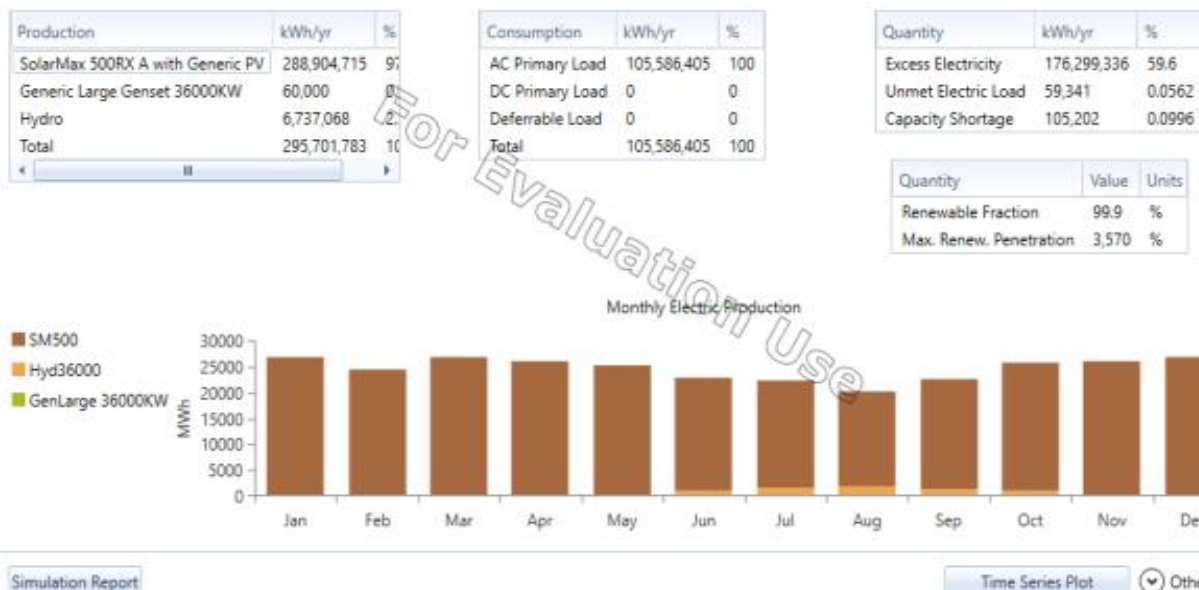 Production kWh/yr %
SolarMax 500RX A with Generic PV 288,904,715 97
Generic Large Genset 36000KW 60,000 0.
Hydro 6,737,068 2.
Total 295,701,783 10
Consumption kWh/yr %
AC Primary Load 105,586,405 100
DC Primary Load 0 0
Deferrable Load 0 0
Total 105,586,405 100
Quantity kWh/yr %
Excess Electricity 176,299,336 59.6
Unmet Electric Load 59,341 0.0562
Capacity Shortage 105,202 0.0996
Quantity Value Units
Renewable Fraction 99.9 %
Max. Renew. Penetration 3,570 %
For Evaluation Use
Monthly Electric Production
SM500
Hyd36000
GenLarge 36000KW
MWh
30000
25000
20000
15000
10000
5000
0
Jan Feb Mar Apr May Jun Jul Aug Sep Oct Nov De
Simulation Report
Time Series Plot
Othe